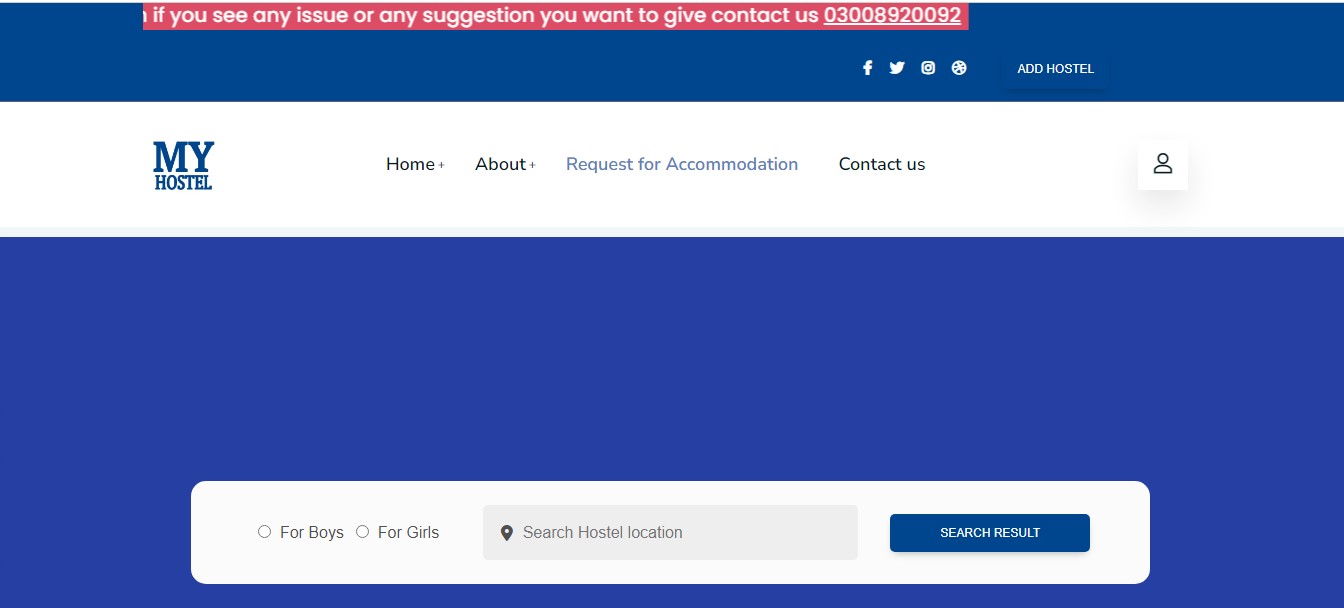 if you see any issue or any suggestion you want to give contact us 03008920092
ADD HOSTEL
MY
HOSTEL
Home +
About +
Request for Accommodation
Contact us
For Boys
For Girls
Search Hostel location
SEARCH RESULT